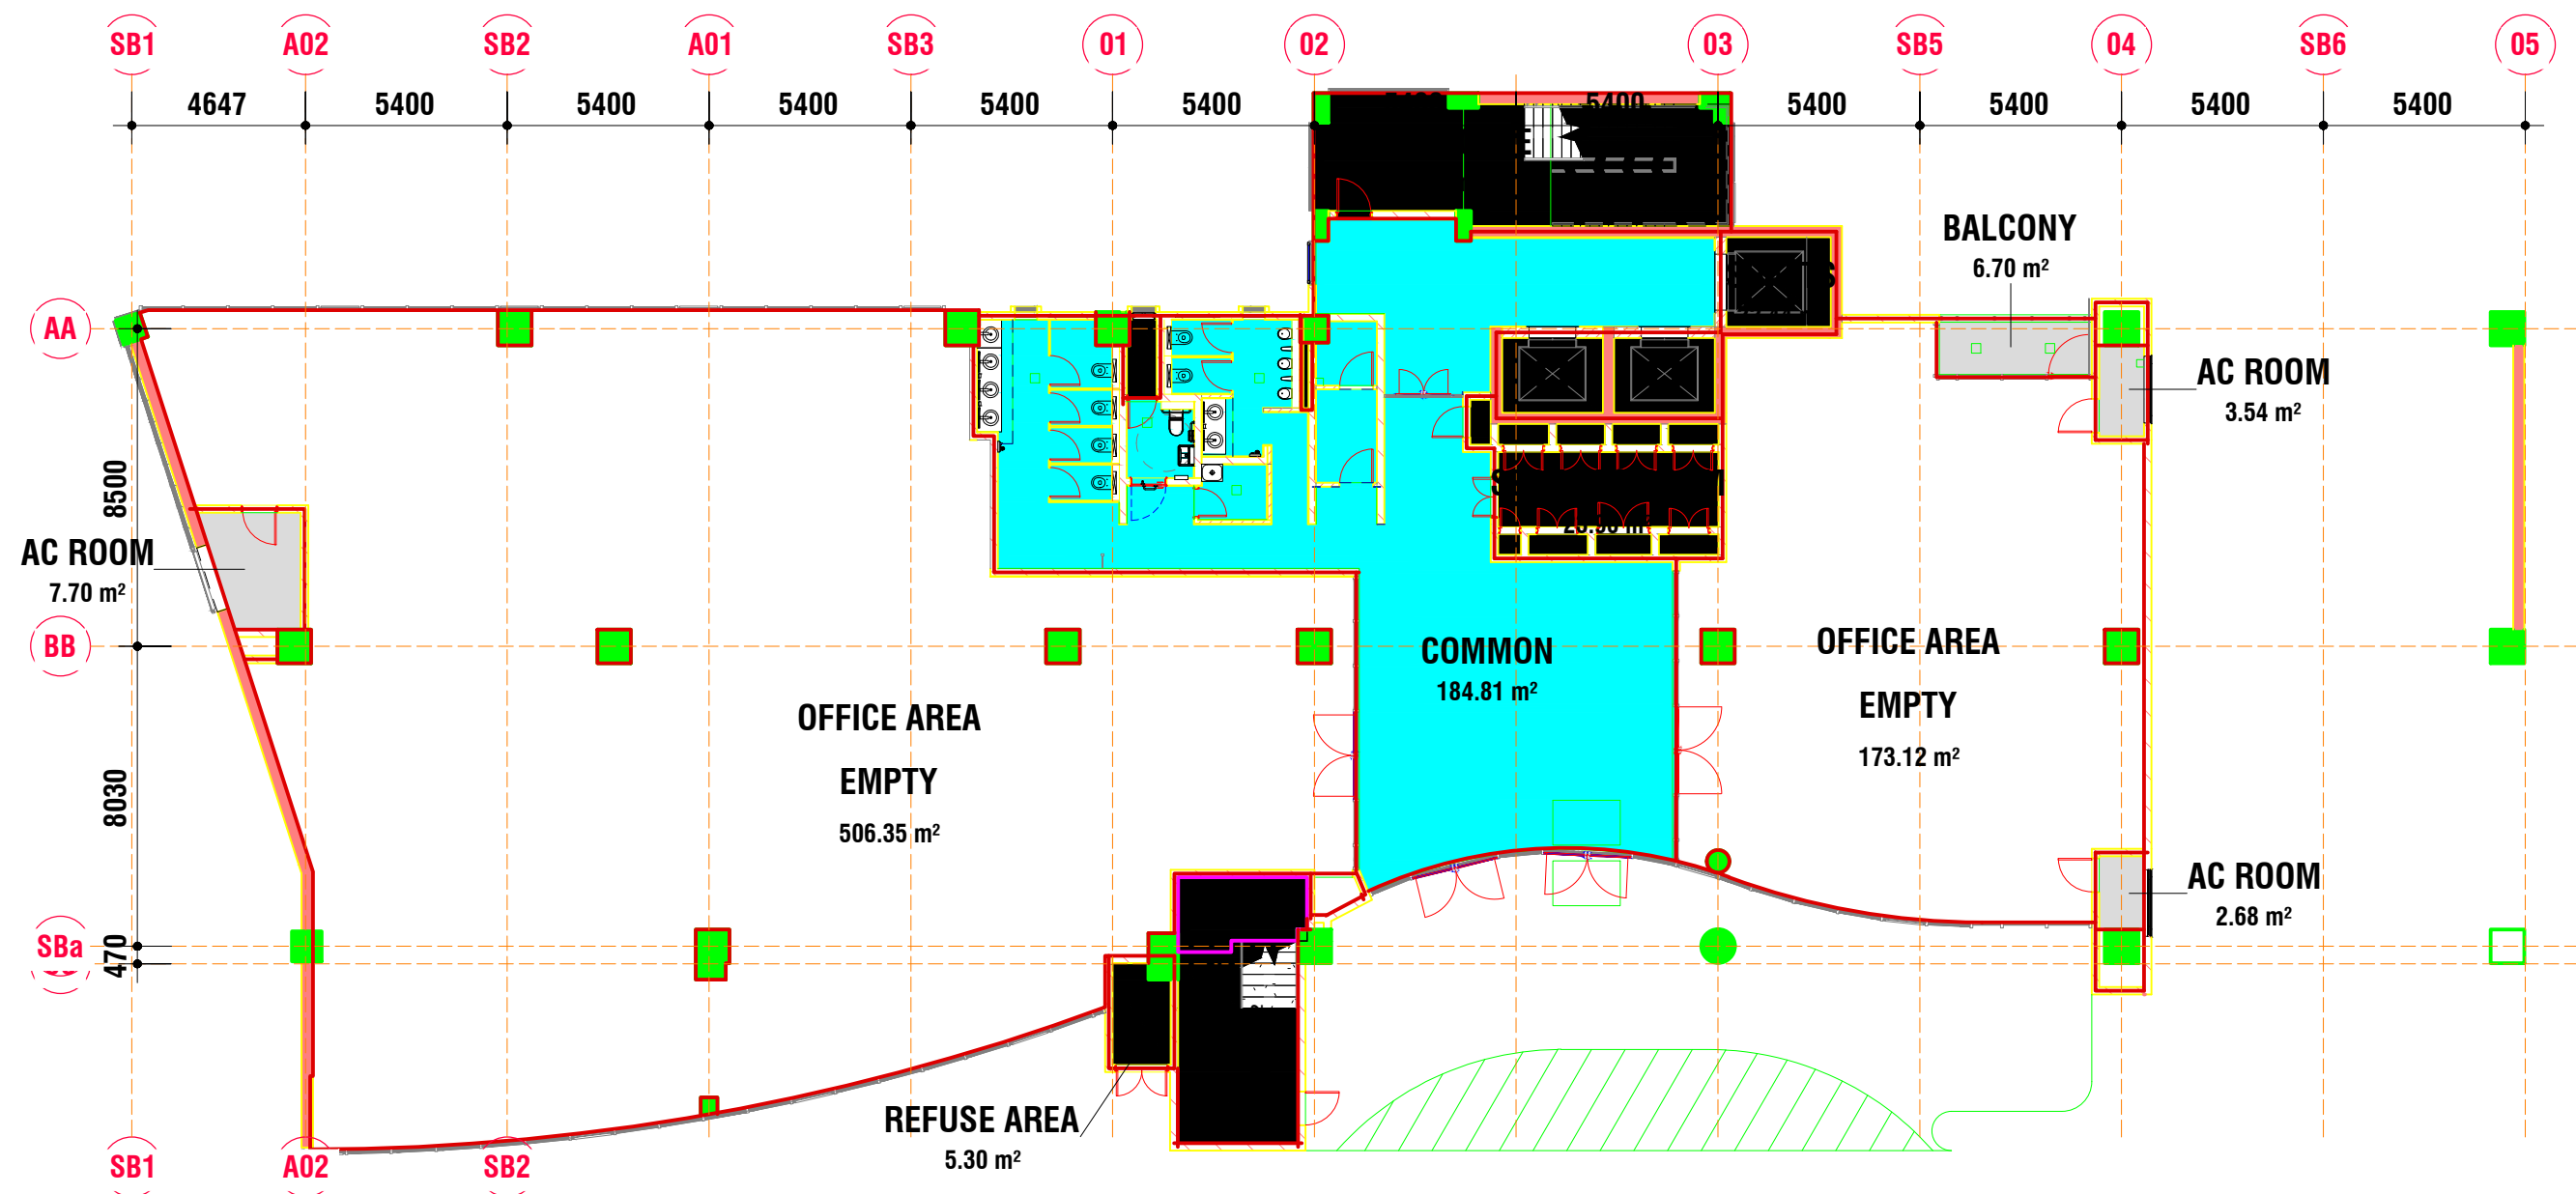 SB1 A02 SB2 A01 SB3 01 02 03 SB5 04 SB6 05
4647 5400 5400 5400 5400 5400 5400 5400 5400 5400 5400
BALCONY
6.70 m²
AA
AC ROOM
3.54 m²
8500
AC ROOM
7.70 m²
BB
COMMON
184.81 m²
OFFICE AREA
EMPTY
173.12 m²
OFFICE AREA
EMPTY
506.35 m²
8030
AC ROOM
2.68 m²
SBa
470
REFUSE AREA
5.30 m²
SB1 A02 SB2